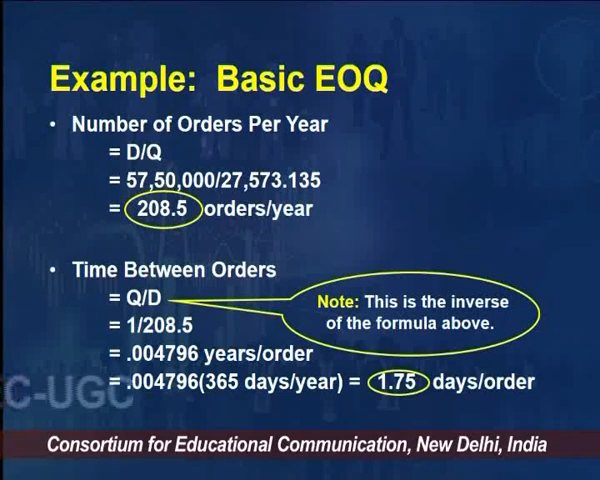 Example: Basic EOQ
• Number of Orders Per Year
= D/Q
= 57,50,000/27,573.135
= 208.5 orders/year
• Time Between Orders
= Q/D
Note: This is the inverse
of the formula above.
= 1/208.5
= .004796 years/order
= .004796(365 days/year) = 1.75 days/order
EC-UGC
Consortium for Educational Communication, New Delhi, India